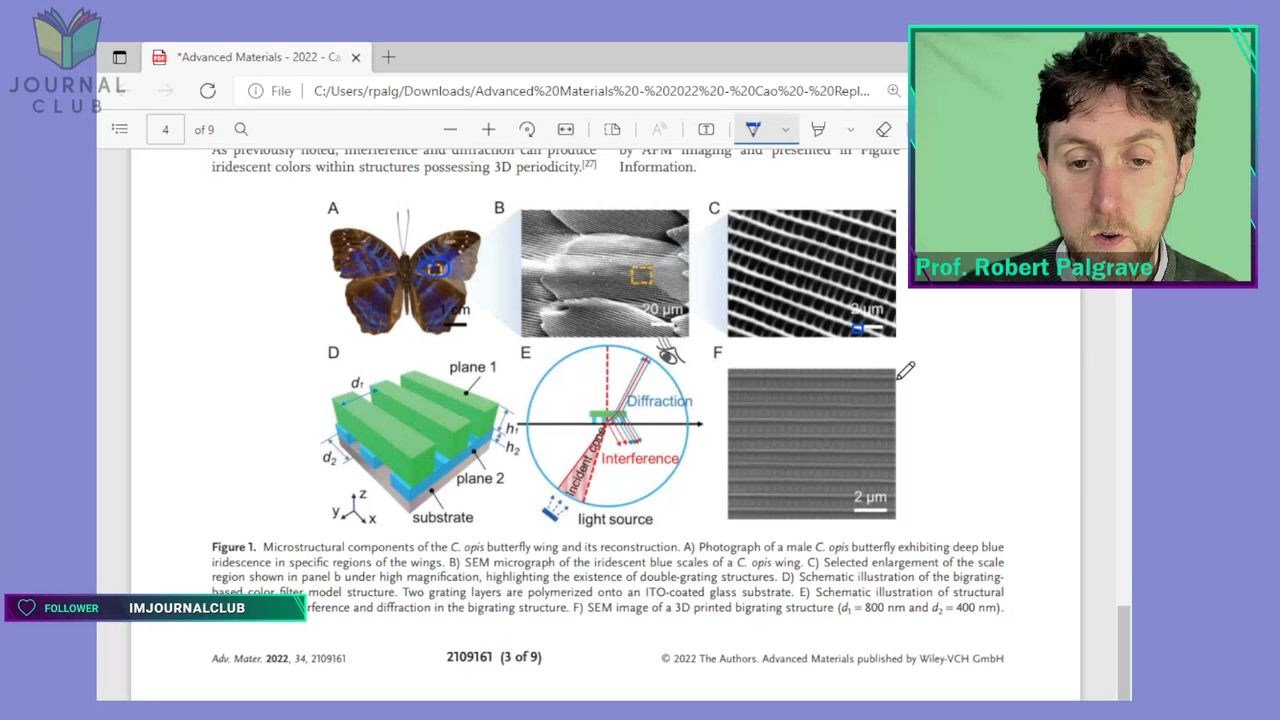 JOURNAL
CLUB
*Advanced Materials - 2022 - Ca
File
C:/Users/rpalg/Downloads/Advanced%20Materials%20-%202022%20-%20Cao%20-%20Repl...
4 of 9
Prof. Robert Palgrave
As previously noted, interference and diffraction can produce
iridescent colors within structures possessing 3D periodicity.[27]
by AFM imaging and presented in Figure
Information.
A
B
C
1 cm
20 μm
2 μm
D
E
F
d1
plane 1
h1
h2
d2
plane 2
substrate
z
y
x
Diffraction
Interference
Incident cone
light source
2 μm
Figure 1. Microstructural components of the C. opis butterfly wing and its reconstruction. A) Photograph of a male C. opis butterfly exhibiting deep blue
iridescence in specific regions of the wings. B) SEM micrograph of the iridescent blue scales of a C. opis wing. C) Selected enlargement of the scale
region shown in panel b under high magnification, highlighting the existence of double-grating structures. D) Schematic illustration of the bigrating-
based color filter model structure. Two grating layers are polymerized onto an ITO-coated glass substrate. E) Schematic illustration of structural
interference and diffraction in the bigrating structure. F) SEM image of a 3D printed bigrating structure (d1 = 800 nm and d2 = 400 nm).
FOLLOWER
IMJOURNALCLUB
Adv. Mater. 2022, 34, 2109161
2109161 (3 of 9)
© 2022 The Authors. Advanced Materials published by Wiley-VCH GmbH